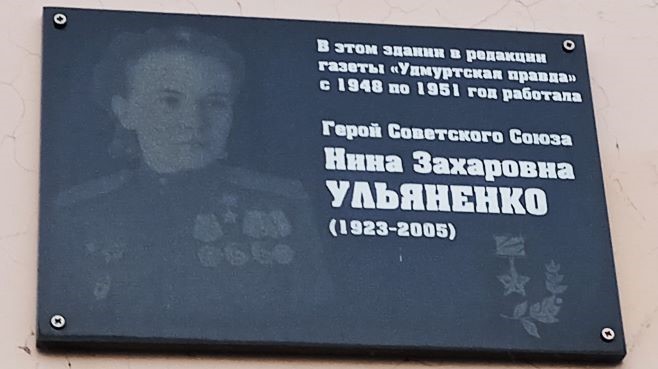 В этом здании в редакции
газеты «Удмуртская правда»
с 1948 по 1951 год работала
Герой Советского Союза
Нина Захаровна
УЛЬЯНЕНКО
(1923-2005)